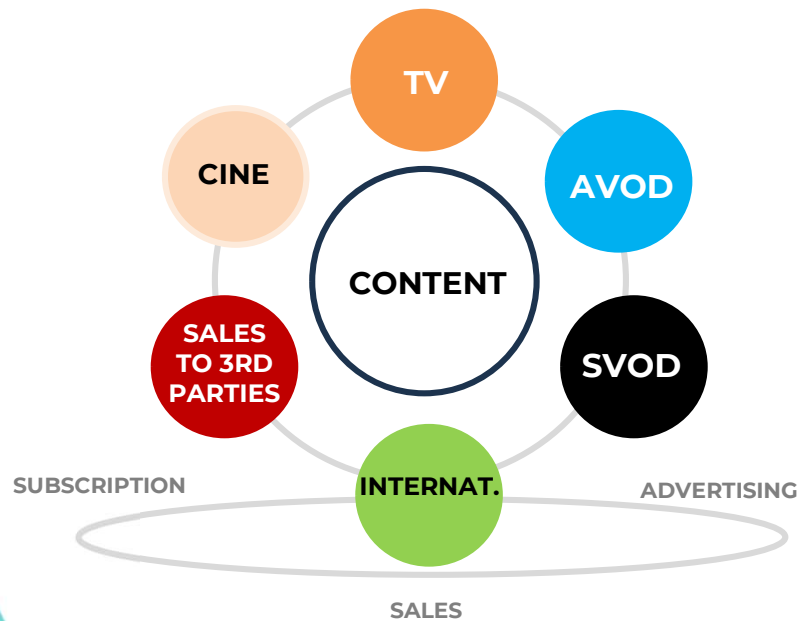 TV
CINE
AVOD
CONTENT
SALES
TO 3RD
PARTIES
SVOD
INTERNAT.
SUBSCRIPTION
ADVERTISING
SALES